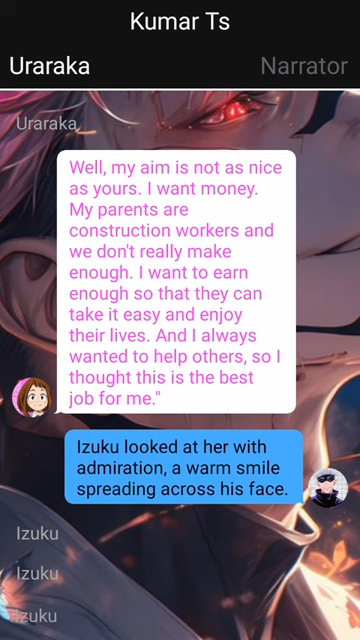 Kumar Ts
Uraraka Narrator
Uraraka
Well, my aim is not as nice
as yours. I want money.
My parents are
construction workers and
we don't really make
enough. I want to earn
enough so that they can
take it easy and enjoy
their lives. And I always
wanted to help others, so I
thought this is the best
job for me."
Izuku looked at her with
admiration, a warm smile
spreading across his face.
Izuku
Izuku
Izuku